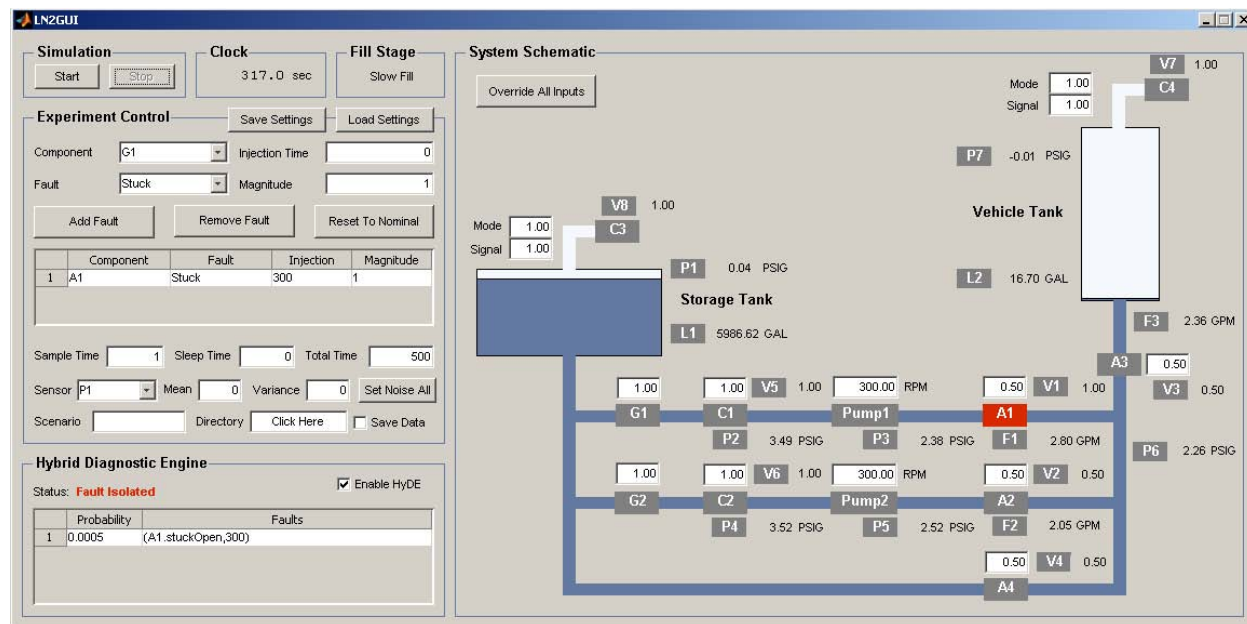 LN2GUI
Simulation
Start
Stop
Clock
317.0 sec
Fill Stage
Slow Fill
Experiment Control
Save Settings
Load Settings
Component G1 Injection Time 0
Fault Stuck Magnitude 1
Add Fault
Remove Fault
Reset To Nominal
Component Fault Injection Magnitude
1 A1 Stuck 300 1
Sample Time 1 Sleep Time 0 Total Time 500
Sensor P1 Mean 0 Variance 0 Set Noise All
Scenario Directory Click Here Save Data
Hybrid Diagnostic Engine
Status: Fault Isolated
Enable HyDE
Probability Faults
1 0.0005 (A1.stuckOpen,300)
System Schematic
Override All Inputs
V7 1.00
Mode 1.00 C4
Signal 1.00
P7 -0.01 PSIG
Vehicle Tank
V8 1.00
Mode 1.00 C3
Signal 1.00
P1 0.04 PSIG
L2 16.70 GAL
Storage Tank
L1 5986.62 GAL
F3 2.36 GPM
A3 0.50
V3 0.50
1.00 1.00 V5 1.00 300.00 RPM 0.50 V1 1.00
G1 C1 Pump1 A1
P2 3.49 PSIG P3 2.38 PSIG F1 2.80 GPM
P6 2.26 PSIG
1.00 1.00 V6 1.00 300.00 RPM 0.50 V2 0.50
G2 C2 Pump2 A2
P4 3.52 PSIG P5 2.52 PSIG F2 2.05 GPM
0.50 V4 0.50
A4